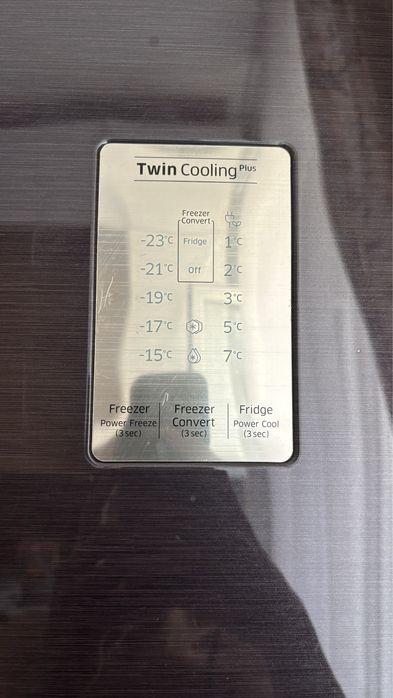 Twin Cooling Plus
Freezer
Convert
-23°C Fridge 1°C
-21°C Off 2°C
-19°C 3°C
-17°C 5°C
-15°C 7°C
Freezer
Power Freeze
(3 sec)
Freezer
Convert
(3 sec)
Fridge
Power Cool
(3 sec)